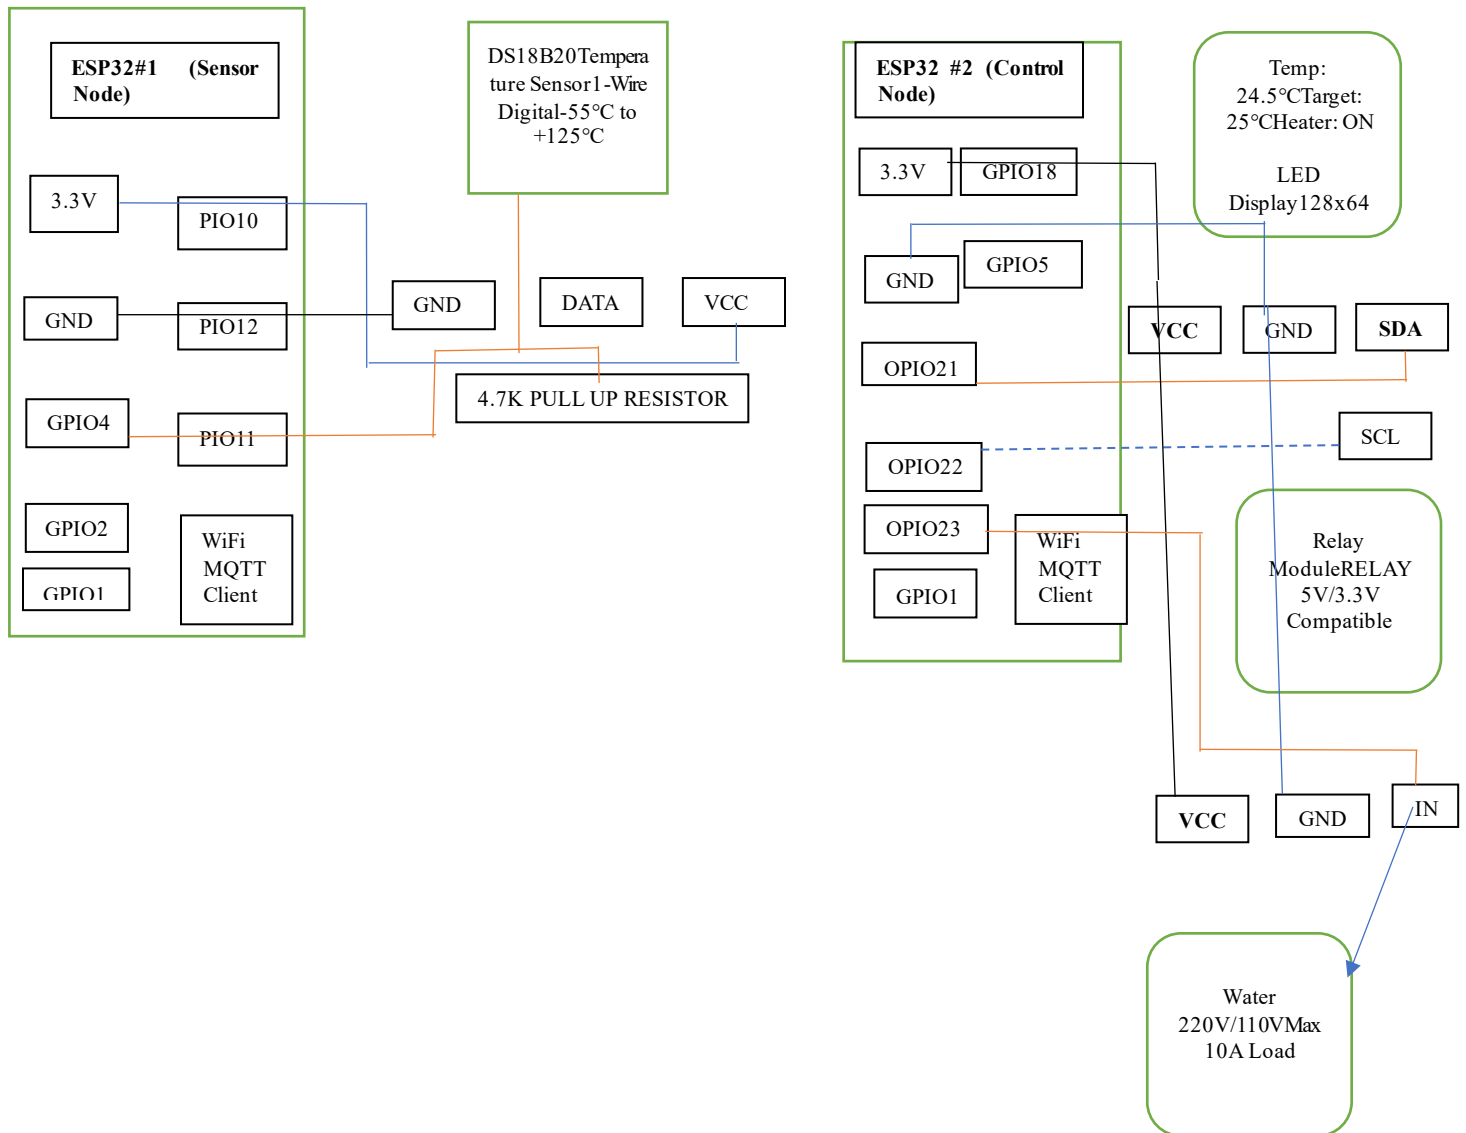 ESP32#1 (Sensor
Node)
3.3V
PIO10
GND
PIO12
GPIO4
PIO11
GPIO2
GPIO1
WiFi
MQTT
Client
DS18B20Tempera
ture Sensor1-Wire
Digital-55°C to
+125°C
GND
DATA
VCC
4.7K PULL UP RESISTOR
ESP32 #2 (Control
Node)
3.3V
GPIO18
GND
GPIO5
OPIO21
OPIO22
OPIO23
GPIO1
WiFi
MQTT
Client
Temp:
24.5°CTarget:
25°CHeater: ON
LED
Display128x64
VCC
GND
SDA
SCL
Relay
ModuleRELAY
5V/3.3V
Compatible
VCC
GND
IN
Water
220V/110VMax
10A Load